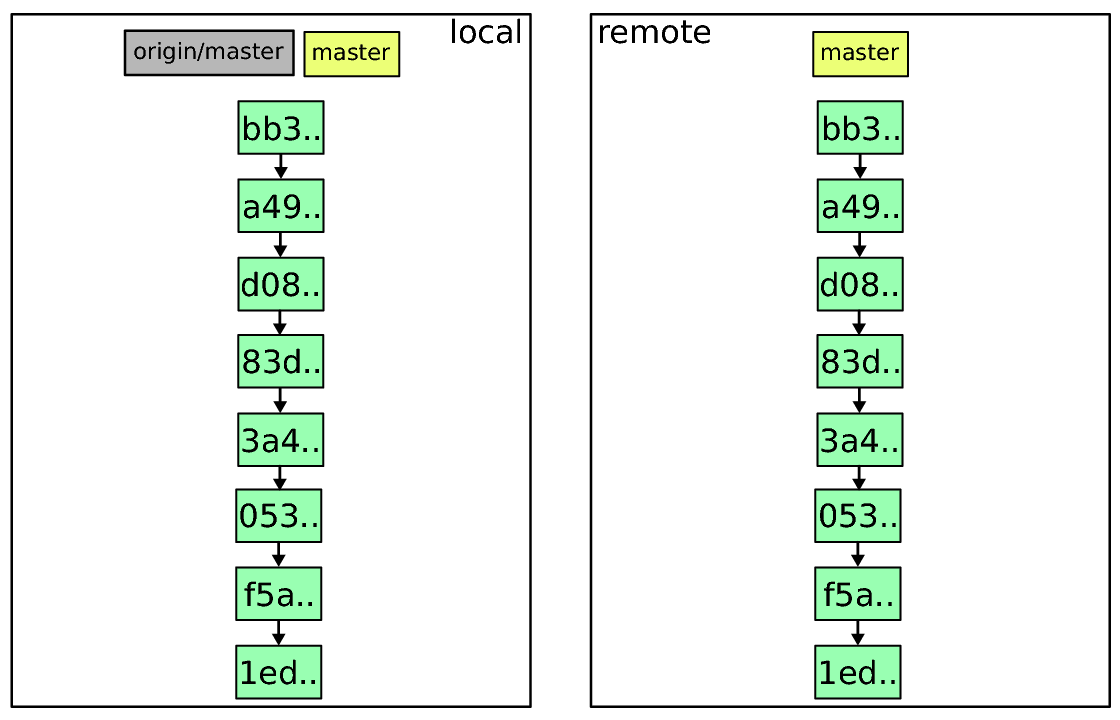 local
origin/master
master
bb3..
a49..
d08..
83d..
3a4..
053..
f5a..
1ed..
remote
master
bb3..
a49..
d08..
83d..
3a4..
053..
f5a..
1ed..